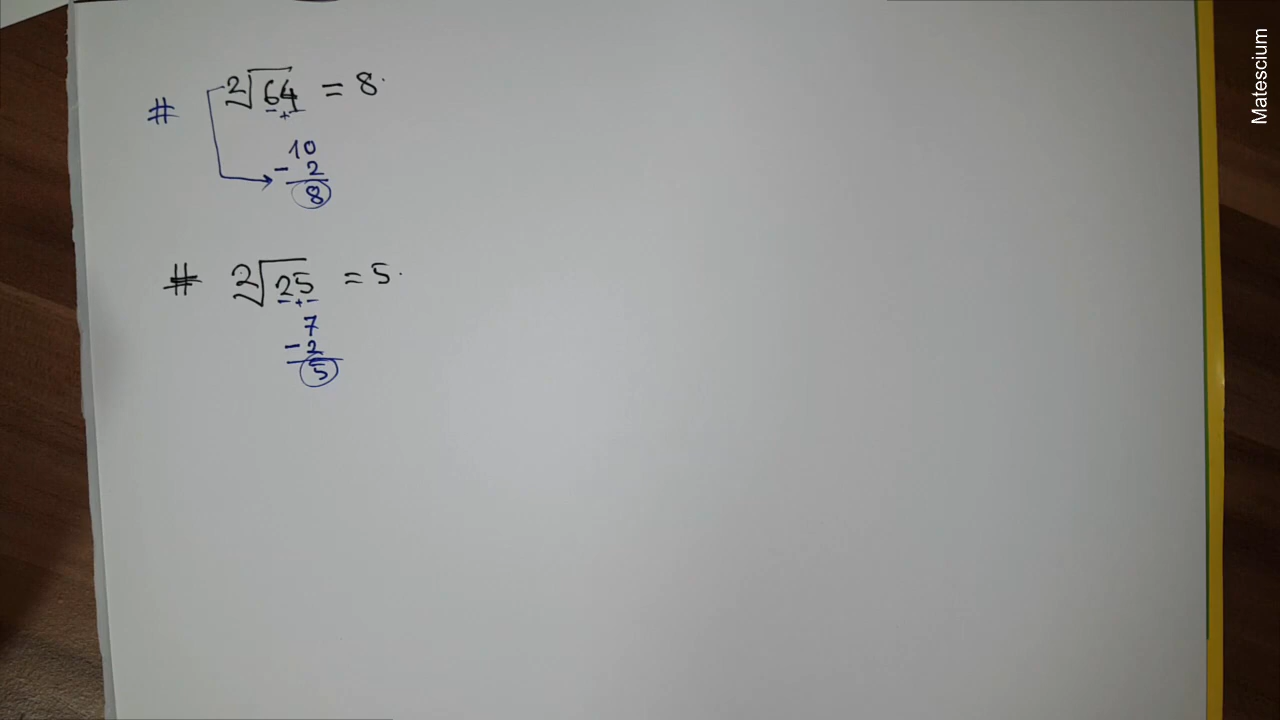 # ²√64 = 8.
+
10
- 2
8
# ²√25 = 5.
+
7
- 2
5
Matescium